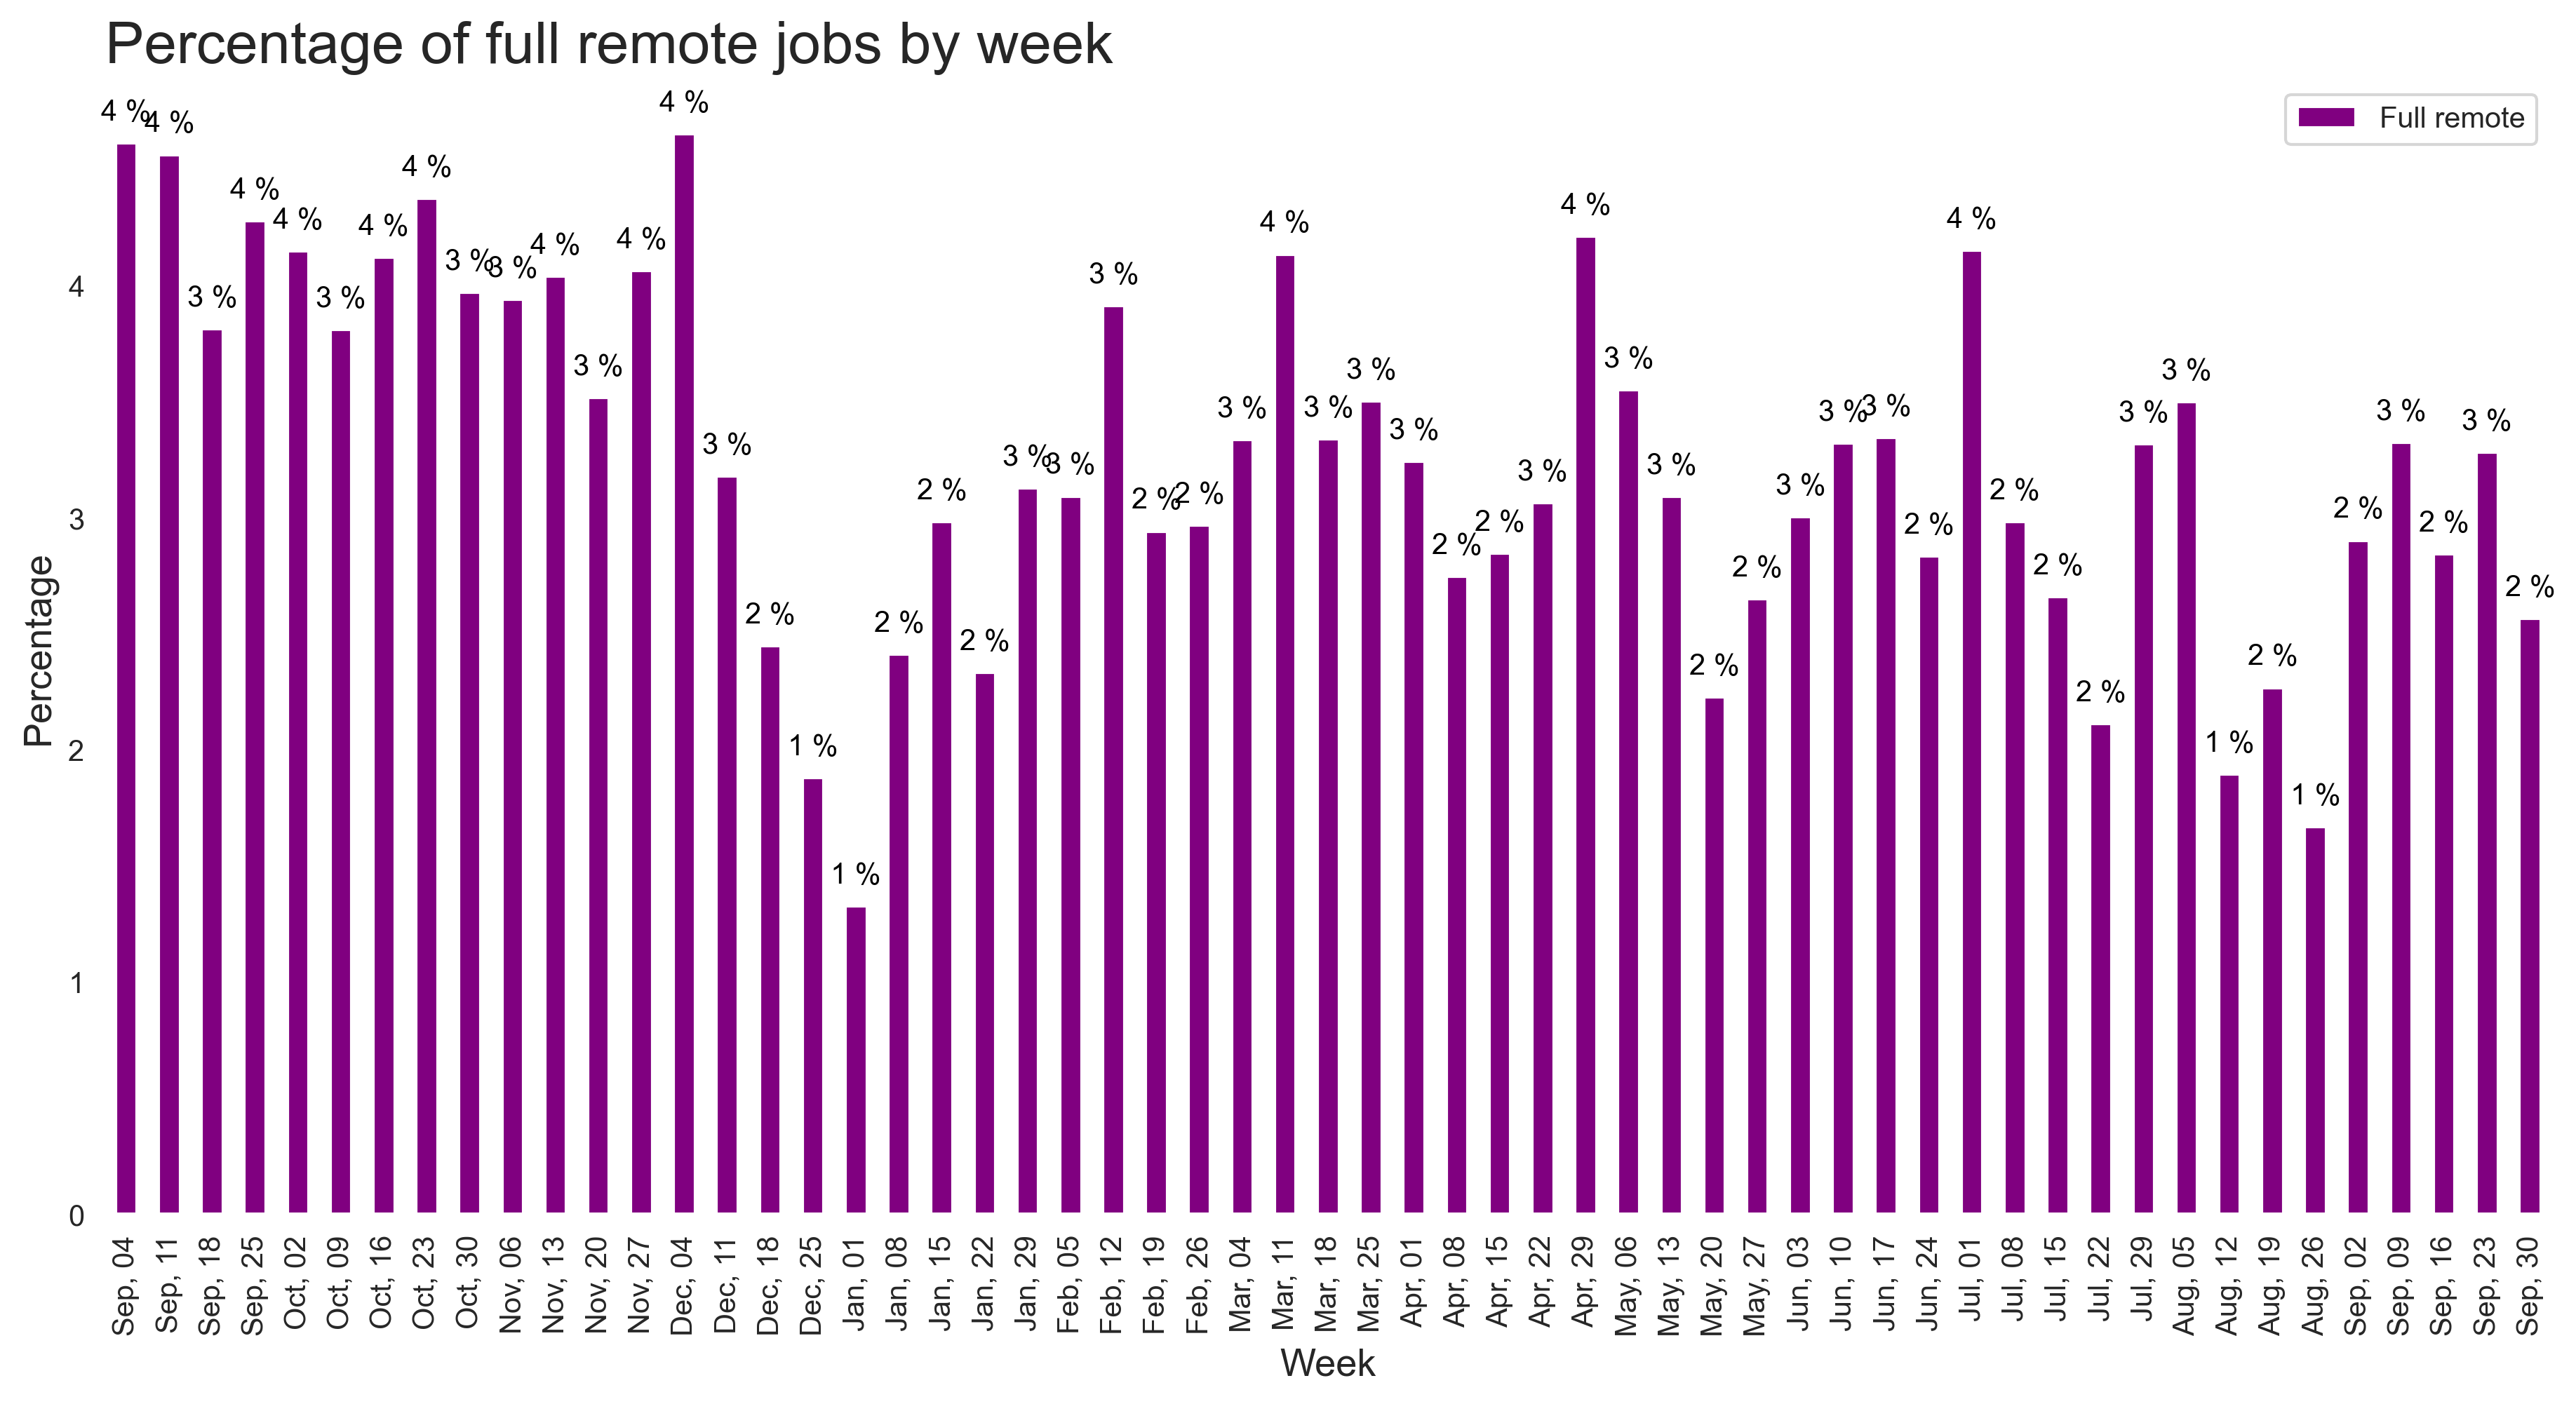 Percentage of full remote jobs by week
Full remote
4 %
4 %
3 %
4 %
4 %
3 %
4 %
4 %
3 %
3 %
4 %
3 %
4 %
4 %
3 %
2 %
1 %
1 %
2 %
2 %
2 %
3 %
3 %
3 %
2 %
2 %
3 %
4 %
3 %
3 %
3 %
2 %
2 %
3 %
4 %
3 %
3 %
2 %
2 %
3 %
3 %
3 %
2 %
4 %
2 %
2 %
2 %
3 %
3 %
1 %
2 %
1 %
2 %
3 %
2 %
3 %
2 %
Percentage
4
3
2
1
0
Sep, 04
Sep, 11
Sep, 18
Sep, 25
Oct, 02
Oct, 09
Oct, 16
Oct, 23
Oct, 30
Nov, 06
Nov, 13
Nov, 20
Nov, 27
Dec, 04
Dec, 11
Dec, 18
Dec, 25
Jan, 01
Jan, 08
Jan, 15
Jan, 22
Jan, 29
Feb, 05
Feb, 12
Feb, 19
Feb, 26
Mar, 04
Mar, 11
Mar, 18
Mar, 25
Apr, 01
Apr, 08
Apr, 15
Apr, 22
Apr, 29
May, 06
May, 13
May, 20
May, 27
Jun, 03
Jun, 10
Jun, 17
Jun, 24
Jul, 01
Jul, 08
Jul, 15
Jul, 22
Jul, 29
Aug, 05
Aug, 12
Aug, 19
Aug, 26
Sep, 02
Sep, 09
Sep, 16
Sep, 23
Sep, 30
Week